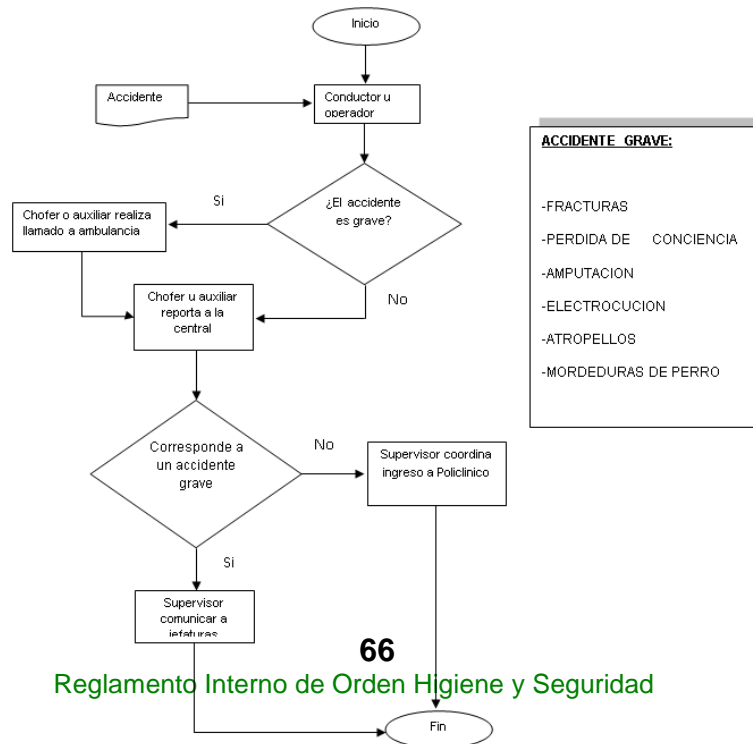 Inicio
Accidente
Conductor u
operador
ACCIDENTE GRAVE:
¿El accidente
es grave?
Si
Chofer o auxiliar realiza
llamado a ambulancia
-FRACTURAS
-PERDIDA DE CONCIENCIA
-AMPUTACION
-ELECTROCUCION
-ATROPELLOS
-MORDEDURAS DE PERRO
No
Chofer u auxiliar
reporta a la
central
Corresponde a
un accidente
grave
No
Supervisor coordina
ingreso a Policlínico
Si
Supervisor
comunicar a
jefaturas
66
Reglamento Interno de Orden Higiene y Seguridad
Fin